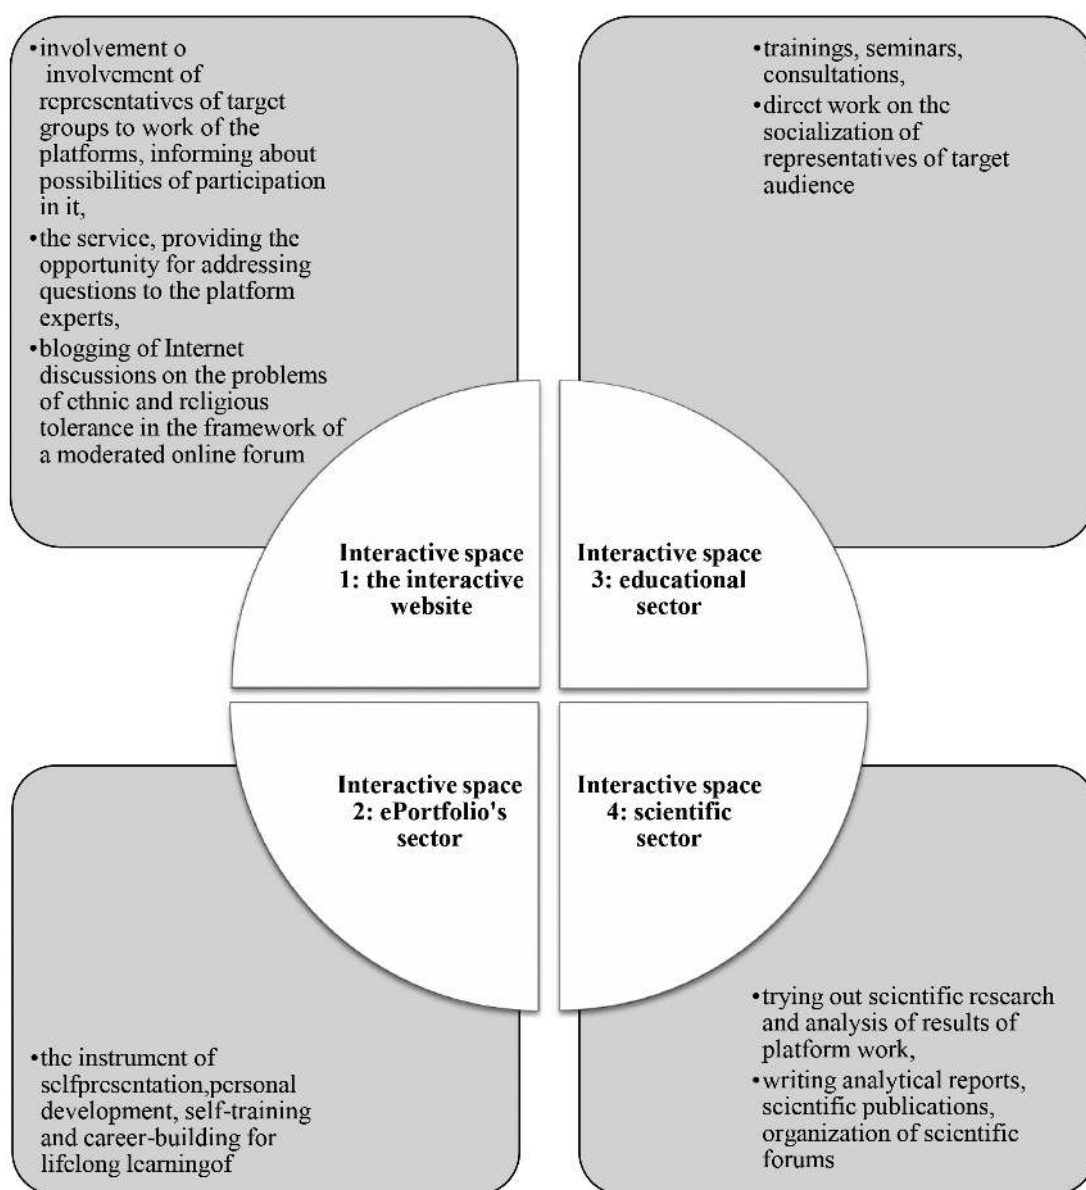 •involvement o
involvement of
representatives of target
groups to work of the
platforms, informing about
possibilities of participation
in it,
•the service, providing the
opportunity for addressing
questions to the platform
experts,
•blogging of Internet
discussions on the problems
of ethnic and religious
tolerance in the framework of
a moderated online forum
•trainings, seminars,
consultations,
•direct work on the
socialization of
representatives of target
audience
Interactive space
1: the interactive
website
Interactive space
3: educational
sector
Interactive space
2: ePortfolio's
sector
Interactive space
4: scientific
sector
•the instrument of
selfpresentation,personal
development, self-training
and career-building for
lifelong learningof
•trying out scientific research
and analysis of results of
platform work,
•writing analytical reports,
scientific publications,
organization of scientific
forums